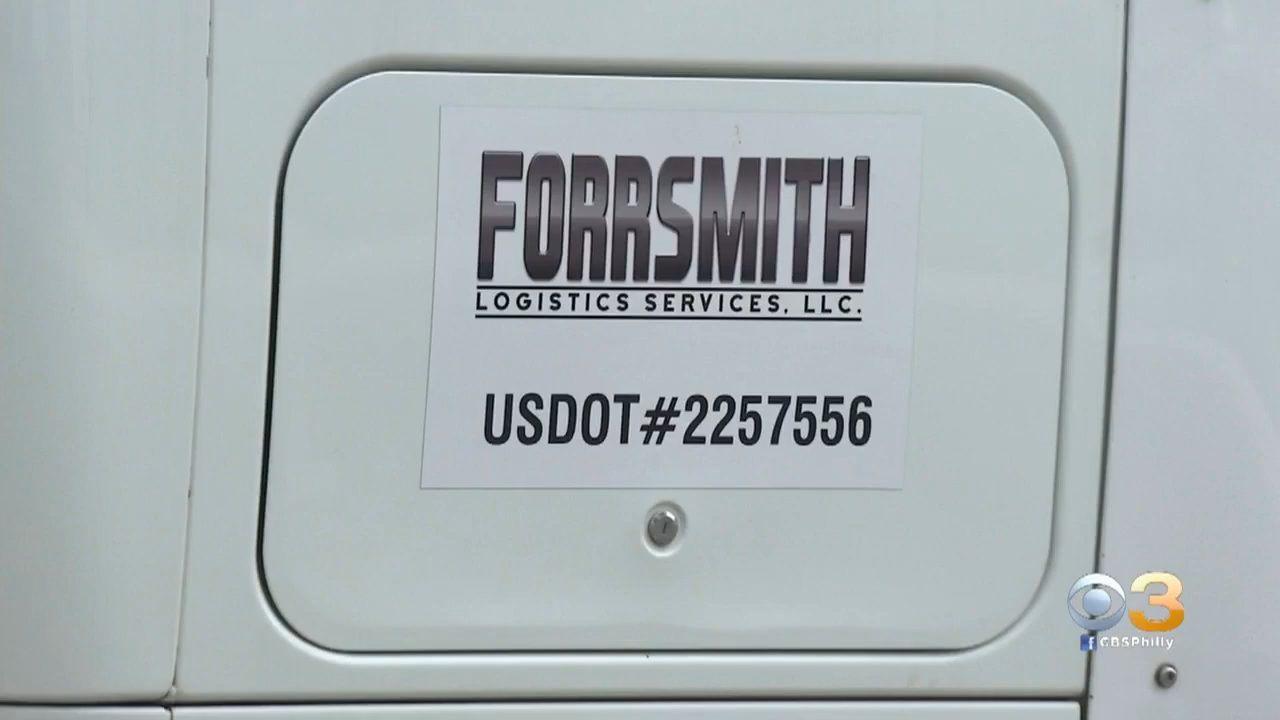 FORRSMITH
LOGISTICS SERVICES, LLC.
USDOT#2257556
3
f CBSPhilly